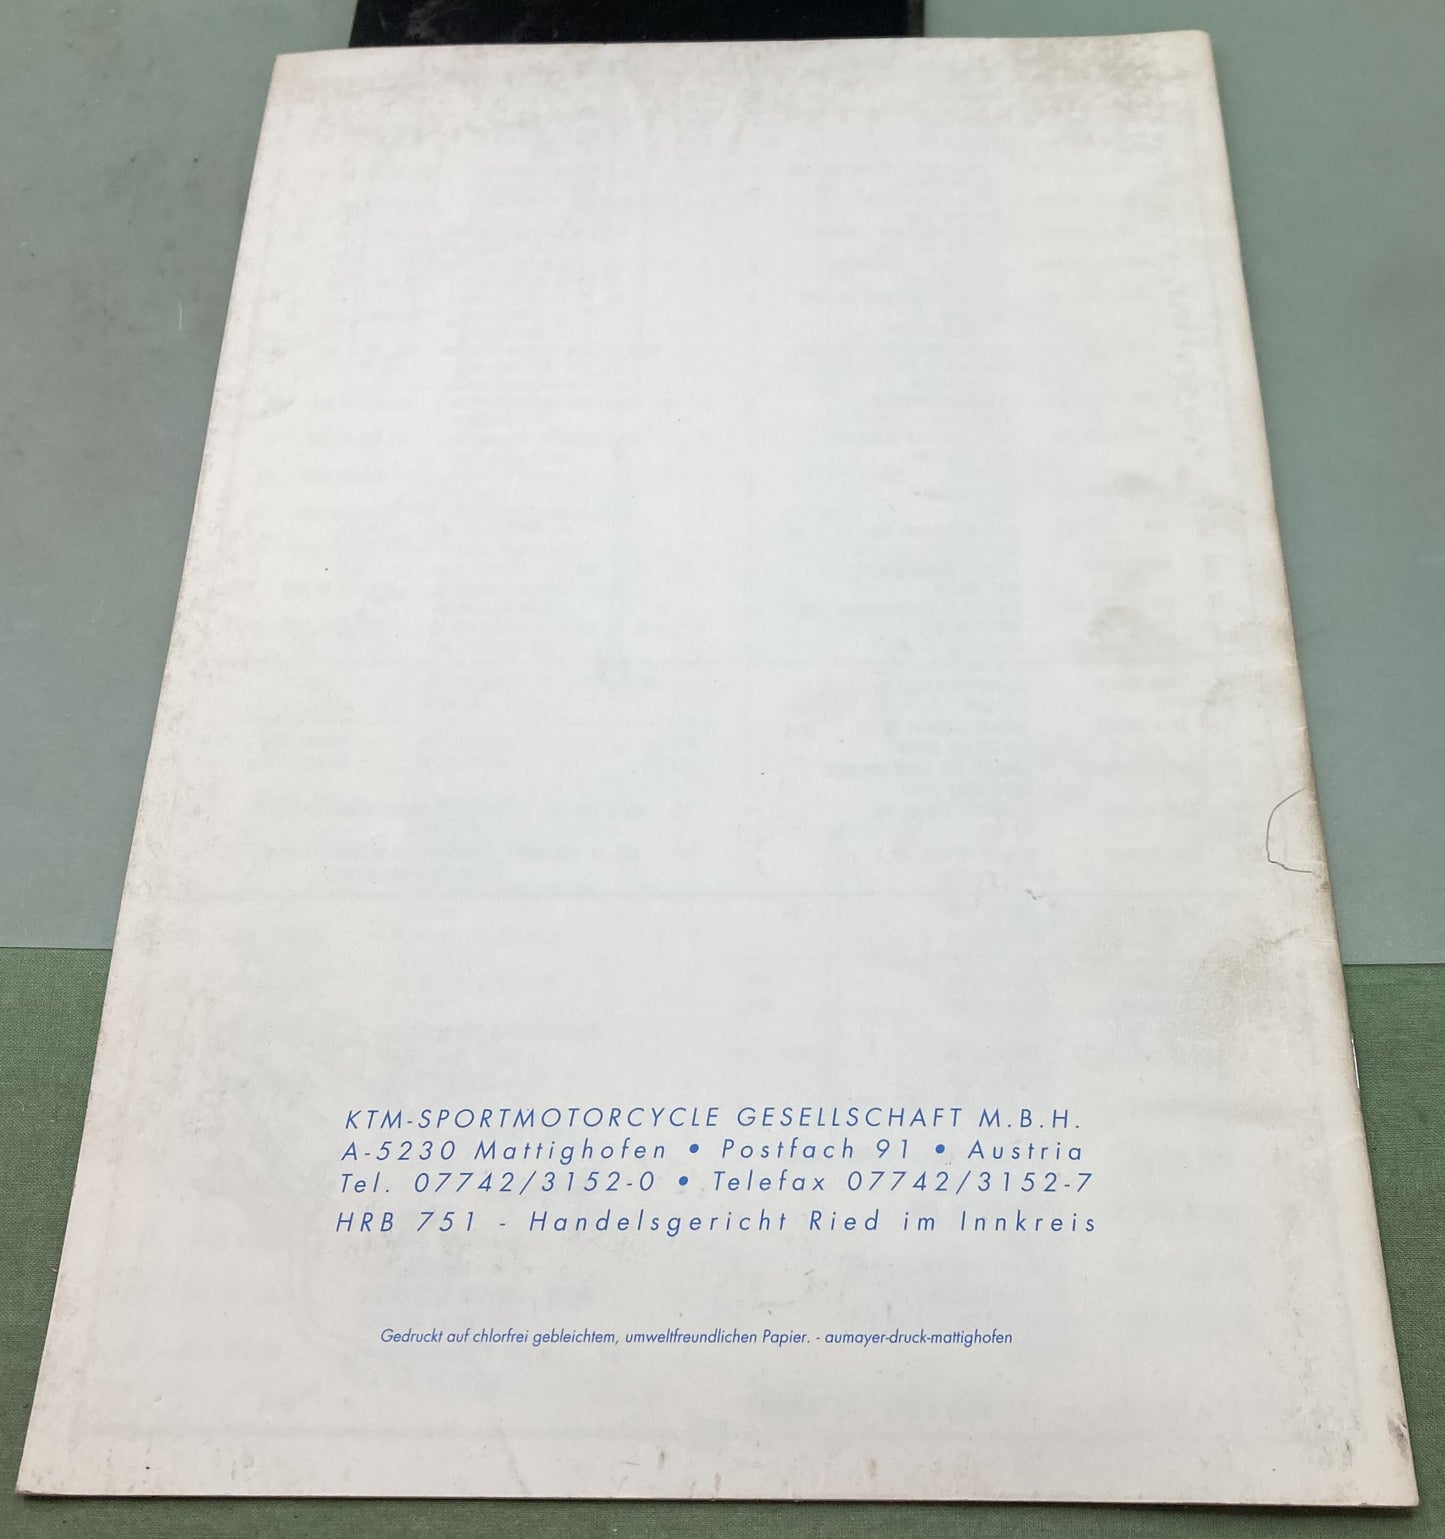 KTM-SPORTMOTORCYCLE GESELLSCHAFT M.B.H.
A-5230 Mattighofen • Postfach 91 • Austria
Tel. 07742/3152-0 • Telefax 07742/3152-7
HRB 751 - Handelsgericht Ried im Innkreis
Gedruckt auf chlorfrei gebleichtem, umweltfreundlichen Papier. - aumayer-druck-mattighofen